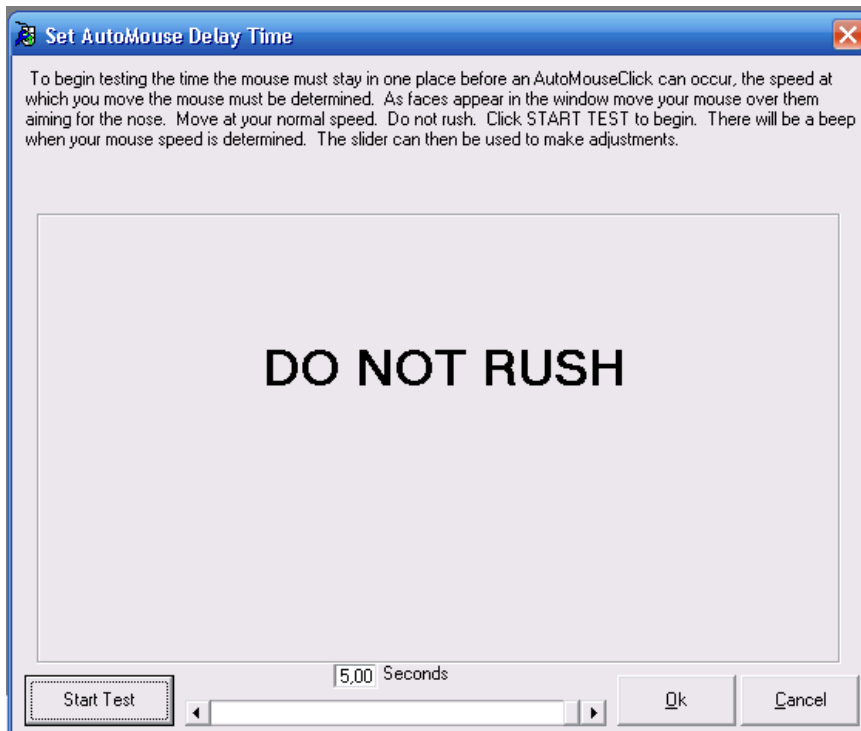 Set AutoMouse Delay Time
To begin testing the time the mouse must stay in one place before an AutoMouseClick can occur, the speed at
which you move the mouse must be determined.  As faces appear in the window move your mouse over them
aiming for the nose.  Move at your normal speed.  Do not rush.  Click START TEST to begin.  There will be a beep
when your mouse speed is determined.  The slider can then be used to make adjustments.
DO NOT RUSH
5,00 Seconds
Start Test
Ok
Cancel